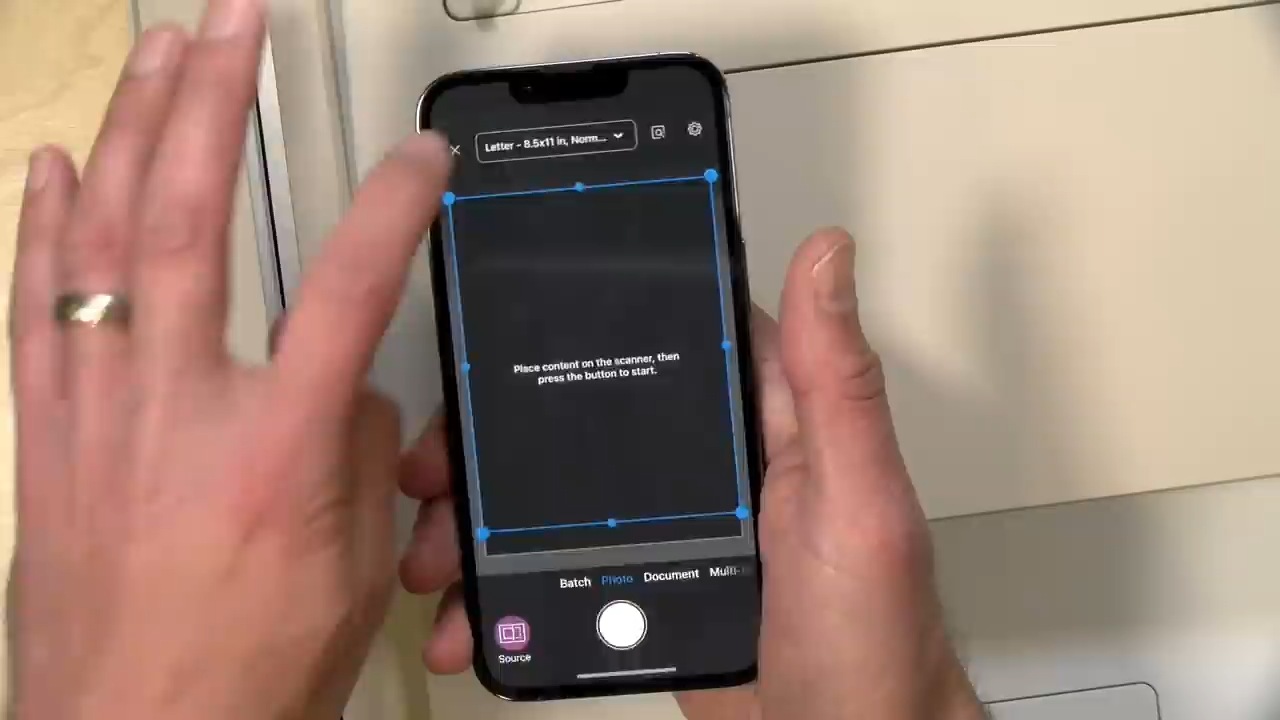 Letter - 8.5x11 in, Norm...
Place content on the scanner, then
press the button to start.
Batch Photo Document Multi-
Source